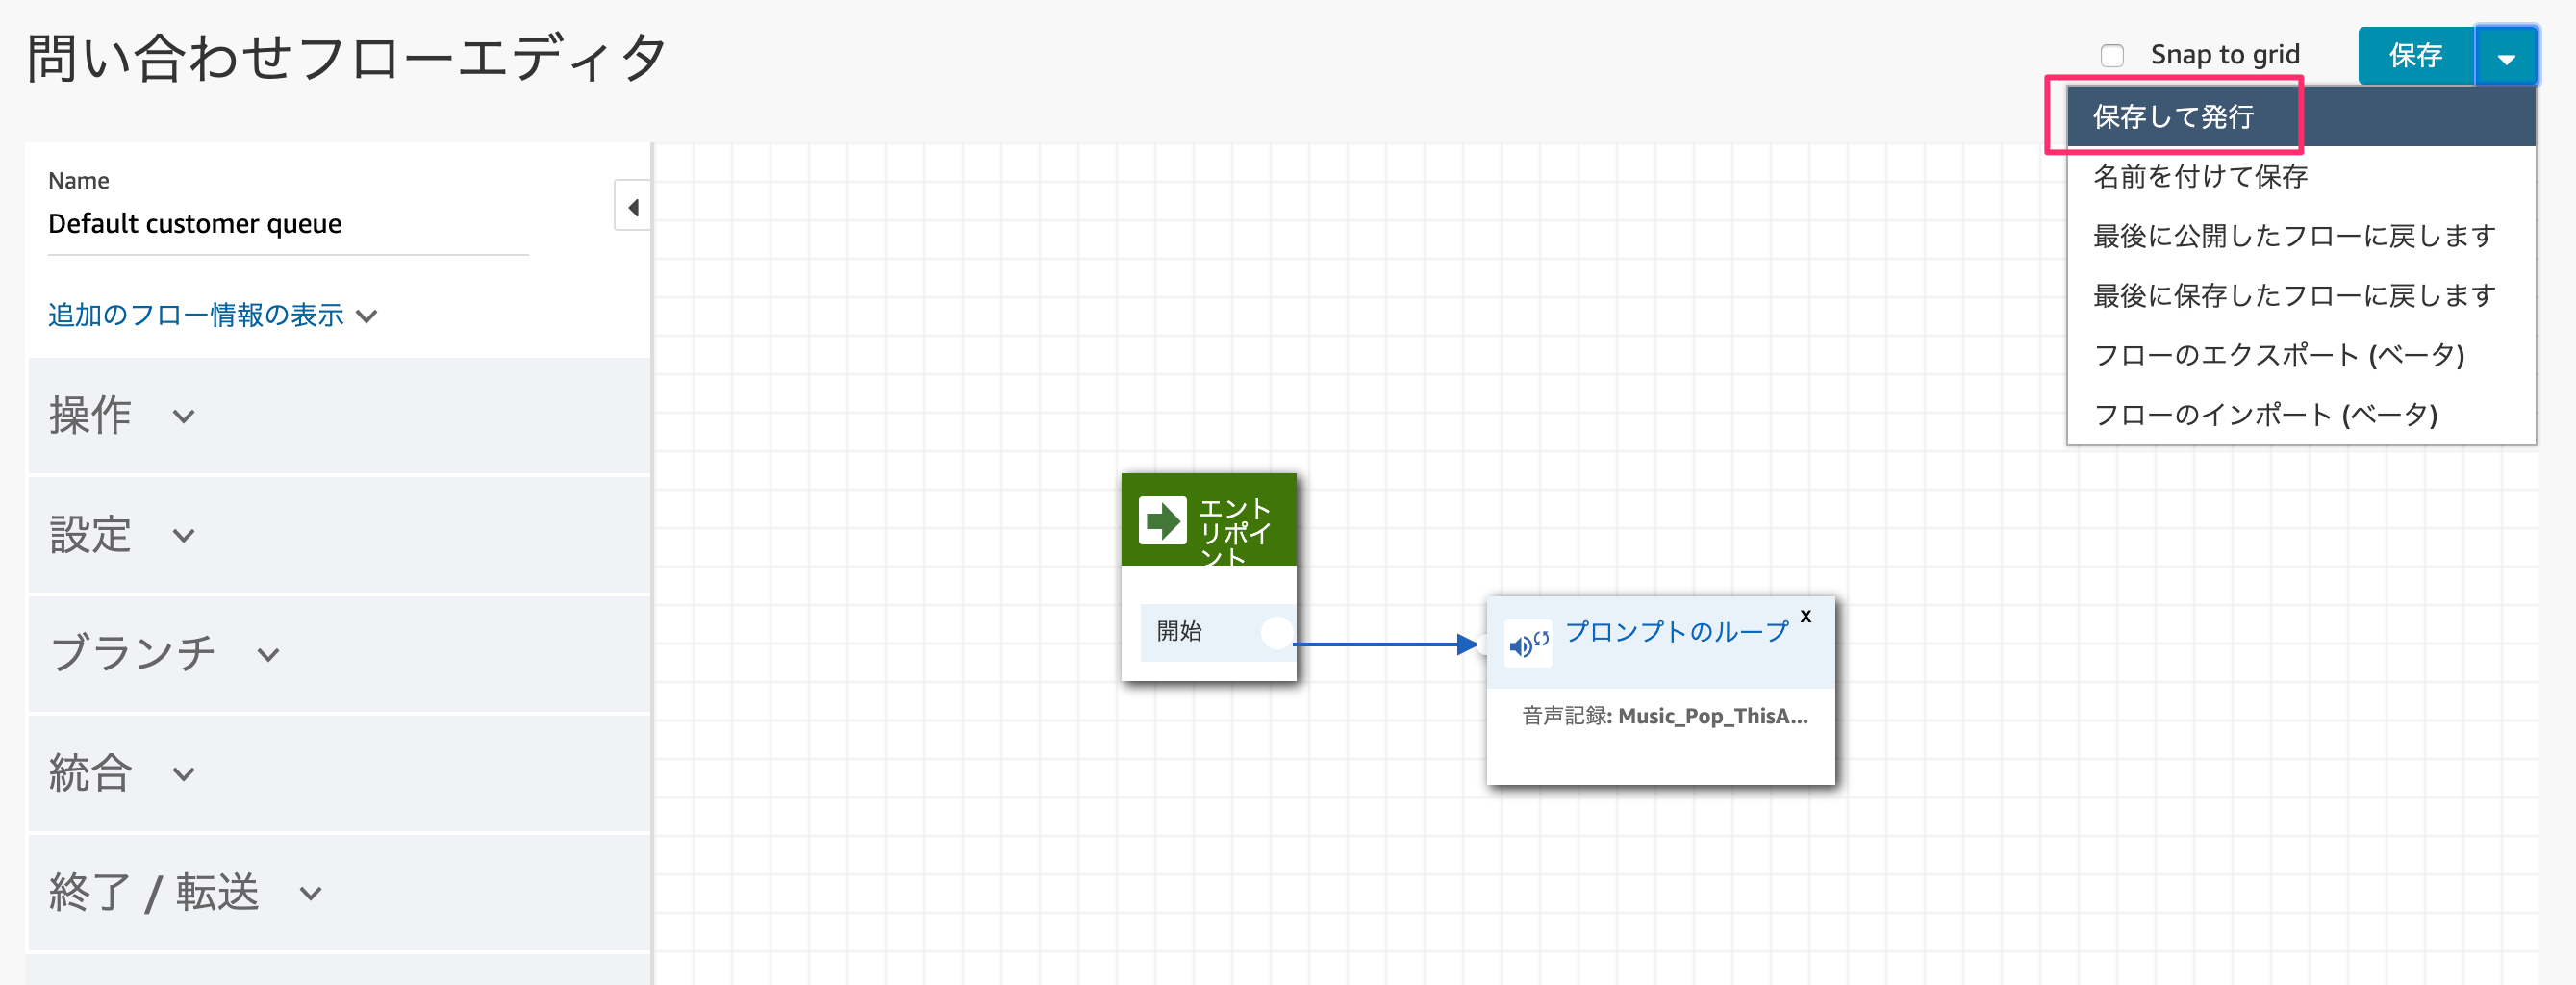 問い合わせフローエディタ
Snap to grid
保存
保存して発行
名前を付けて保存
最後に公開したフローに戻します
最後に保存したフローに戻します
フローのエクスポート (ベータ)
フローのインポート (ベータ)
Name
Default customer queue
追加のフロー情報の表示
操作
設定
ブランチ
統合
終了 / 転送
エント
リポイ
ント
開始
プロンプトのループ
x
音声記録: Music_Pop_ThisA...